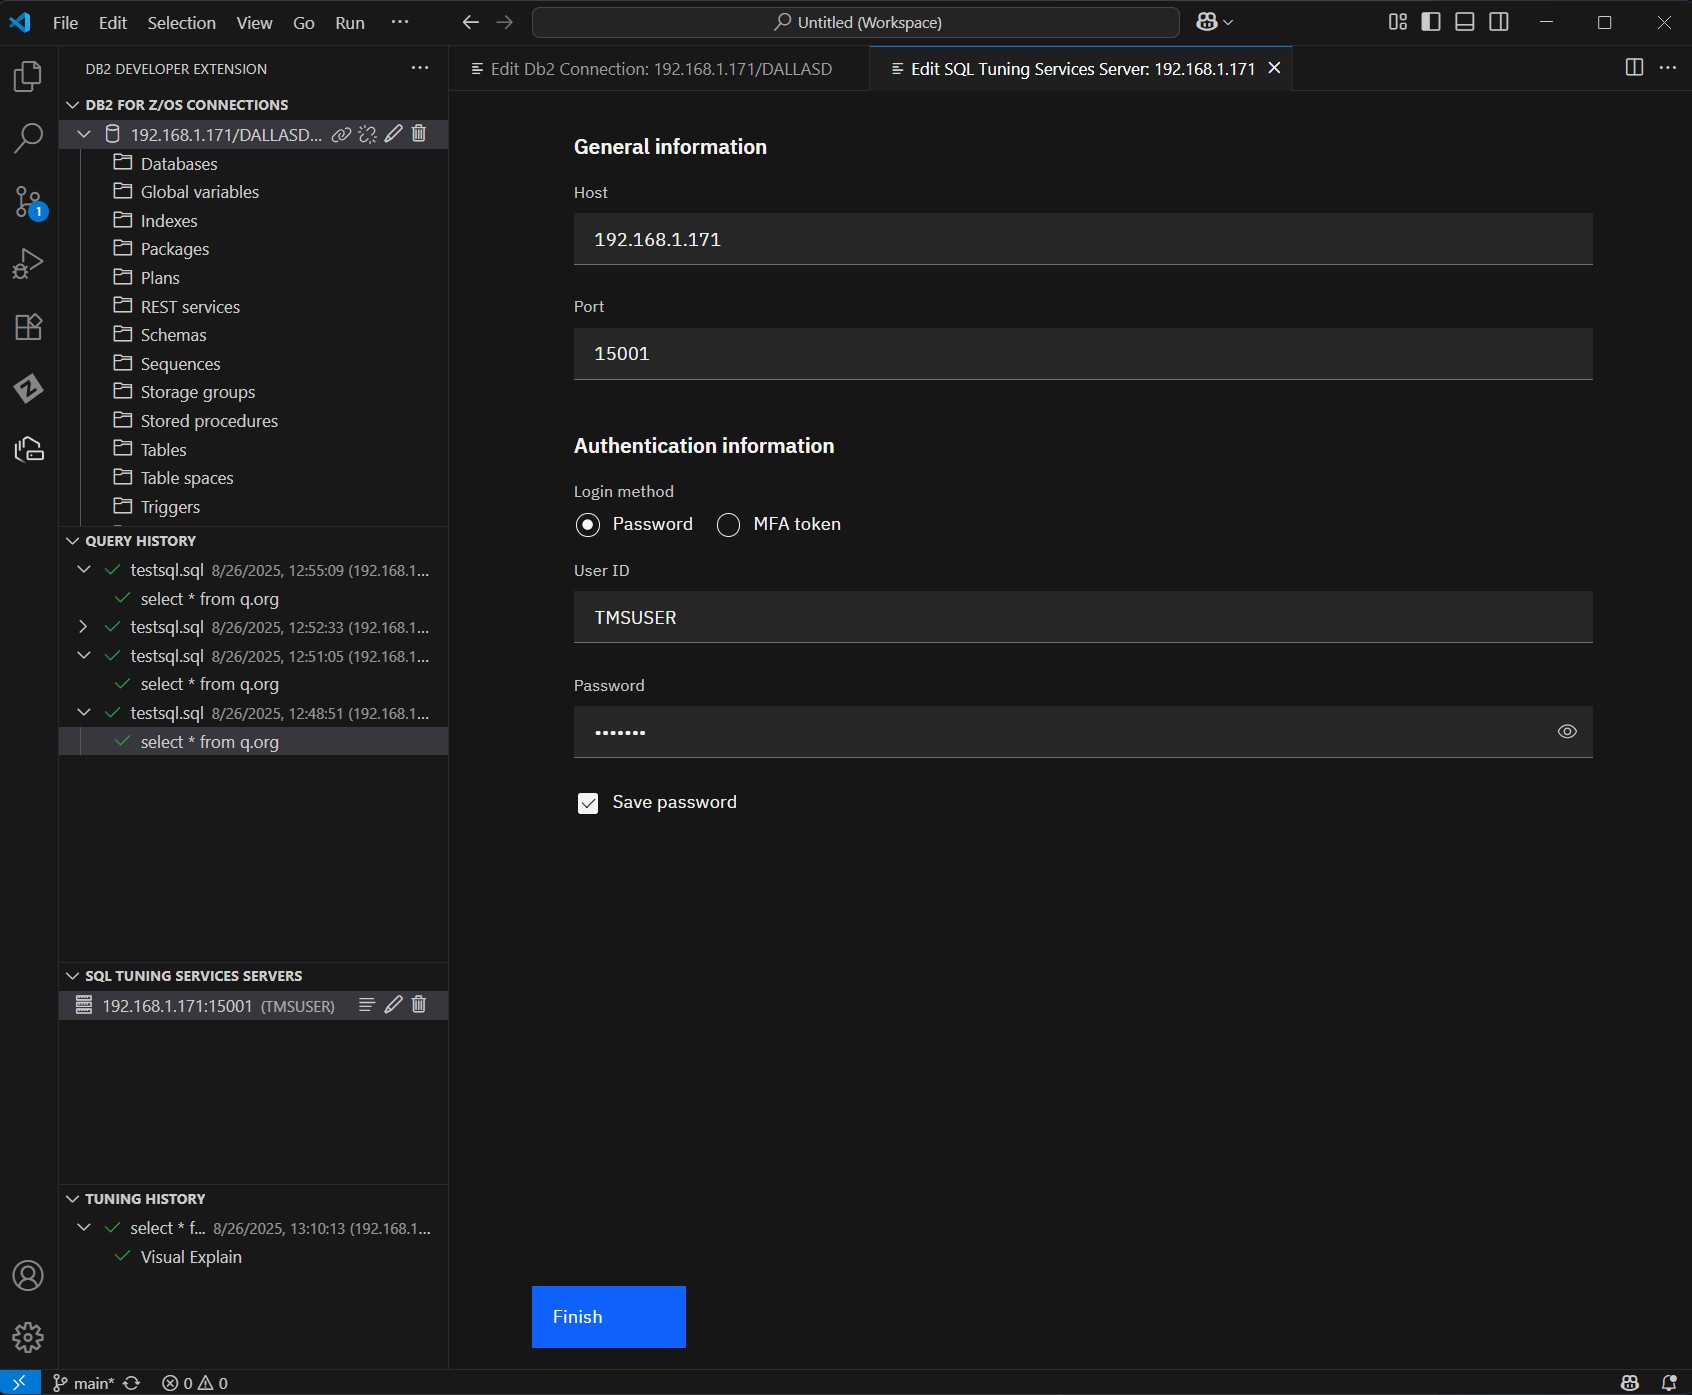 File Edit Selection View Go Run ··· Untitled (Workspace)
DB2 DEVELOPER EXTENSION ···
Edit Db2 Connection: 192.168.1.171/DALLASD
Edit SQL Tuning Services Server: 192.168.1.171
DB2 FOR Z/OS CONNECTIONS
192.168.1.171/DALLASD...
Databases
Global variables
Indexes
Packages
Plans
REST services
Schemas
Sequences
Storage groups
Stored procedures
Tables
Table spaces
Triggers
QUERY HISTORY
testsql.sql 8/26/2025, 12:55:09 (192.168.1...
select * from q.org
testsql.sql 8/26/2025, 12:52:33 (192.168.1...
testsql.sql 8/26/2025, 12:51:05 (192.168.1...
select * from q.org
testsql.sql 8/26/2025, 12:48:51 (192.168.1...
select * from q.org
SQL TUNING SERVICES SERVERS
192.168.1.171:15001 (TMSUSER)
TUNING HISTORY
select * f... 8/26/2025, 13:10:13 (192.168.1...
Visual Explain
General information
Host
192.168.1.171
Port
15001
Authentication information
Login method
Password MFA token
User ID
TMSUSER
Password
•••••••
Save password
Finish
1
main* 0 0